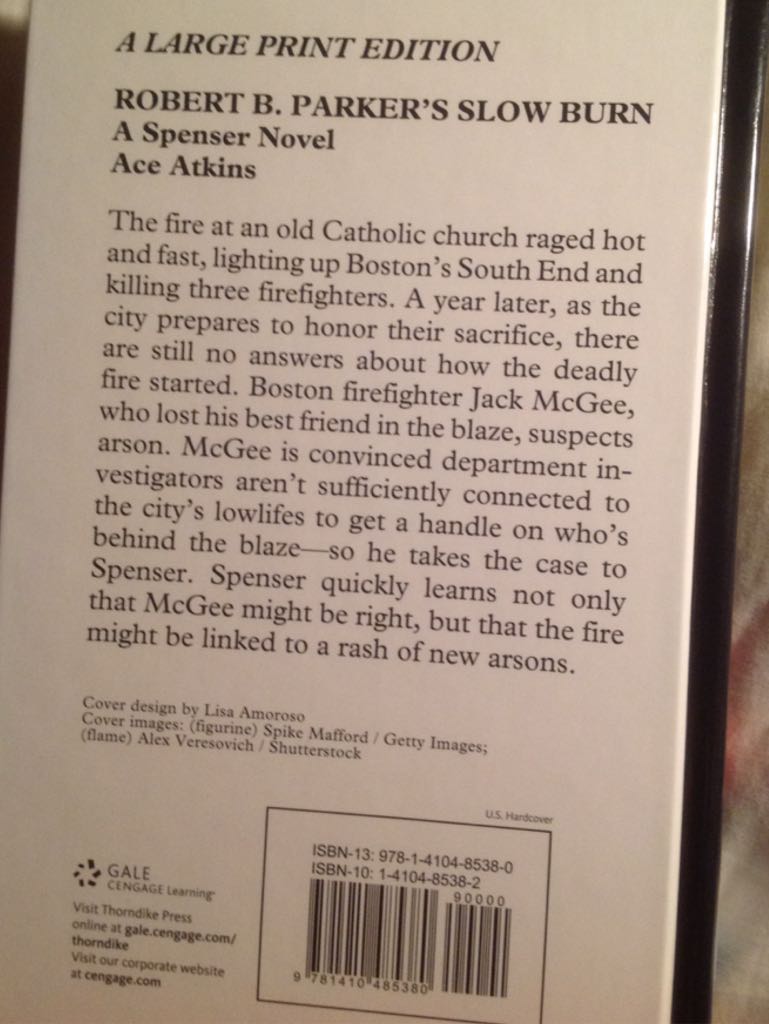 A LARGE PRINT EDITION
ROBERT B. PARKER'S SLOW BURN
A Spenser Novel
Ace Atkins
The fire at an old Catholic church raged hot
and fast, lighting up Boston's South End and
killing three firefighters. A year later, as the
city prepares to honor their sacrifice, there
are still no answers about how the deadly
fire started. Boston firefighter Jack McGee,
who lost his best friend in the blaze, suspects
arson. McGee is convinced department in-
vestigators aren't sufficiently connected to
the city's lowlifes to get a handle on who's
behind the blaze—so he takes the case to
Spenser. Spenser quickly learns not only
that McGee might be right, but that the fire
might be linked to a rash of new arsons.
Cover design by Lisa Amoroso
Cover images: (figurine) Spike Mafford / Getty Images;
(flame) Alex Veresovich / Shutterstock
GALE
CENGAGE Learning®
Visit Thorndike Press
online at gale.cengage.com/
thorndike
Visit our corporate website
at cengage.com
U.S. Hardcover
ISBN-13: 978-1-4104-8538-0
ISBN-10: 1-4104-8538-2
90000
9 781410 485380